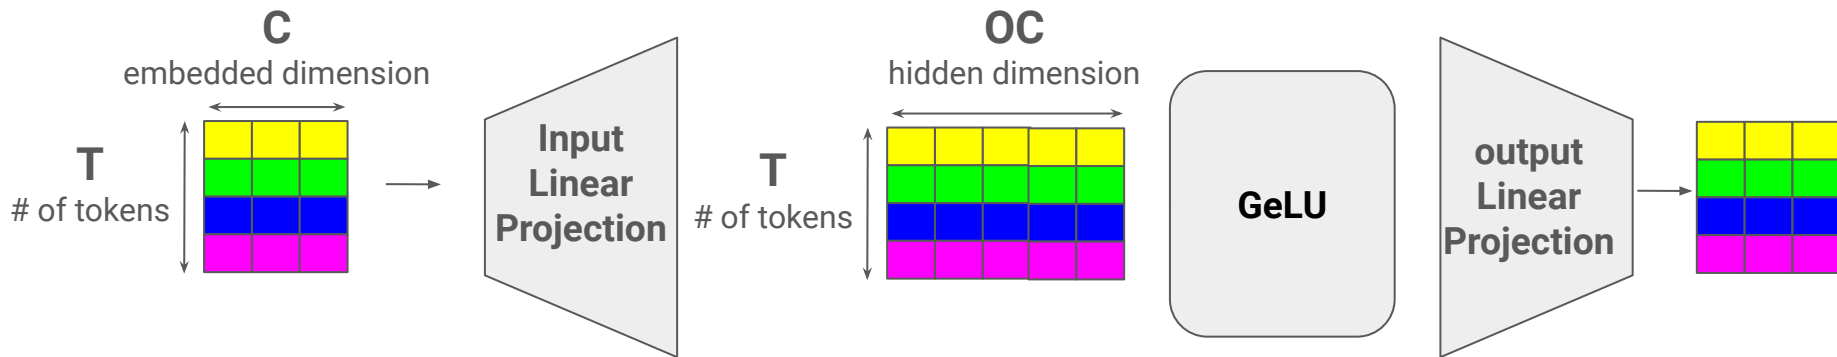 C
embedded dimension
T
# of tokens
Input
Linear
Projection
OC
hidden dimension
T
# of tokens
GeLU
output
Linear
Projection